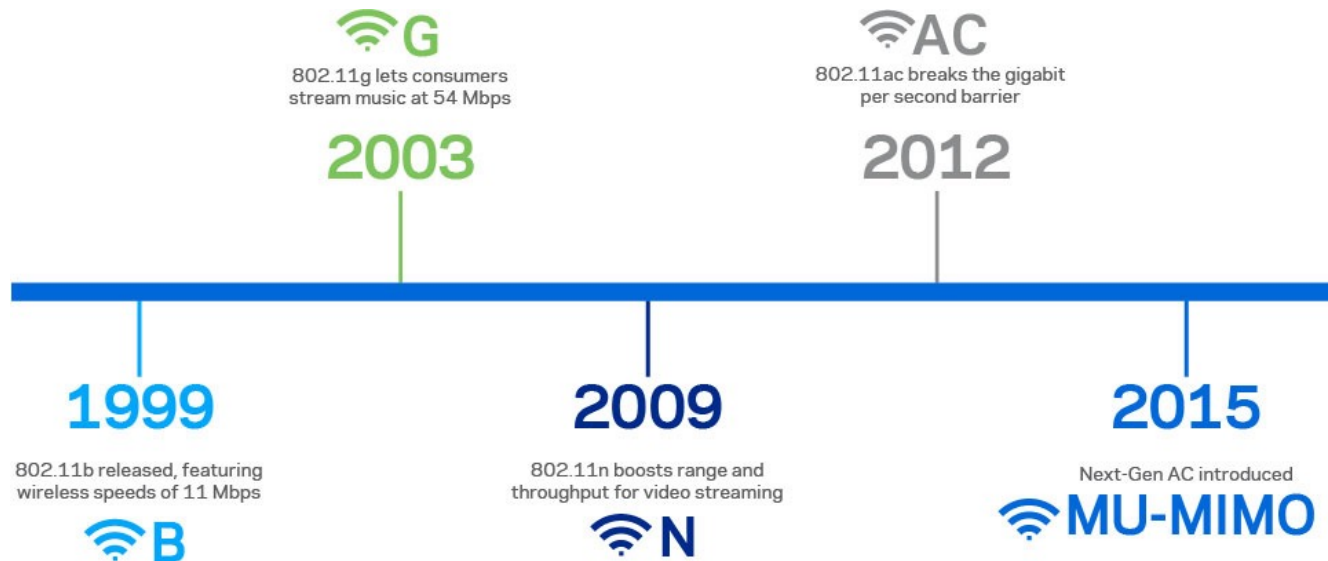 G
802.11g lets consumers
stream music at 54 Mbps
2003
AC
802.11ac breaks the gigabit
per second barrier
2012
1999
802.11b released, featuring
wireless speeds of 11 Mbps
B
2009
802.11n boosts range and
throughput for video streaming
N
2015
Next-Gen AC introduced
MU-MIMO